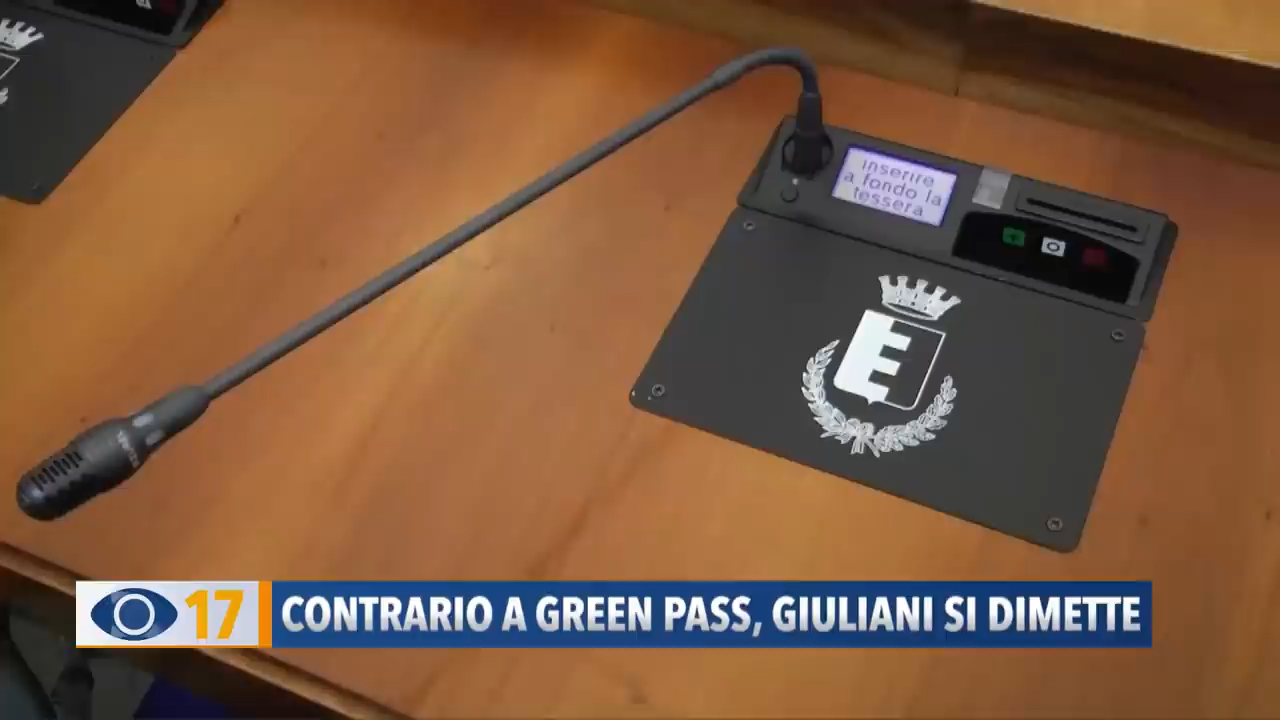 inserire
a fondo la
tessera
E
17
CONTRARIO A GREEN PASS, GIULIANI SI DIMETTE